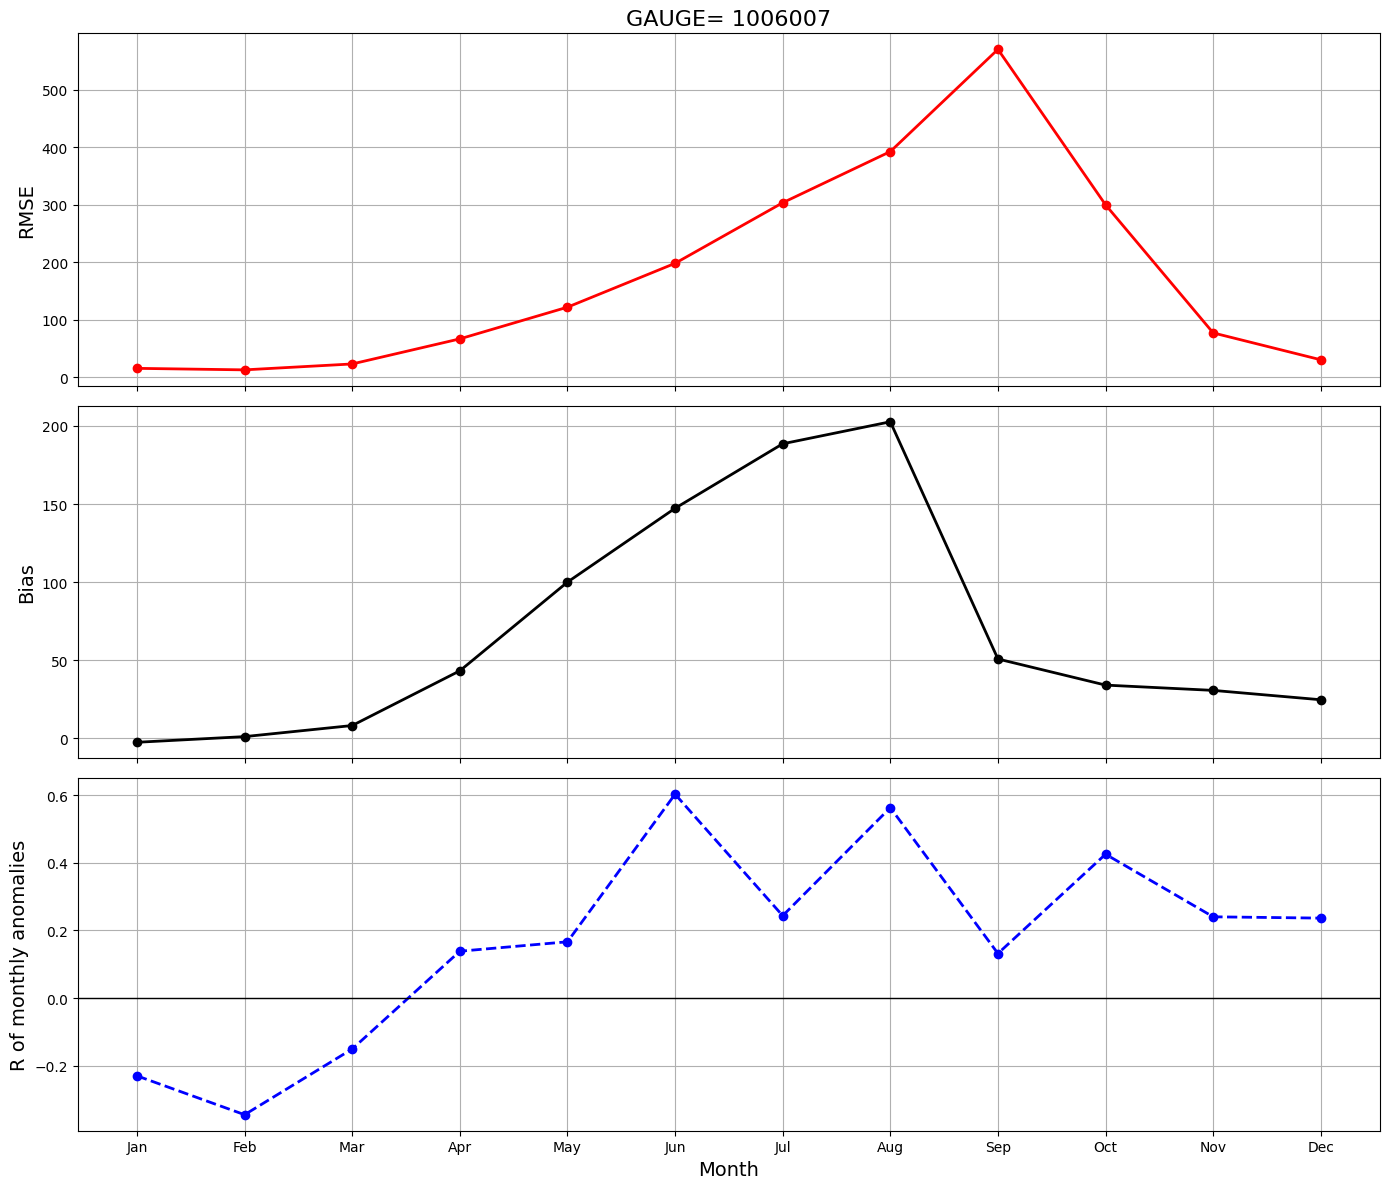 GAUGE= 1006007
RMSE
500
400
300
200
100
0
Bias
200
150
100
50
0
R of monthly anomalies
0.6
0.4
0.2
0.0
−0.2
Jan Feb Mar Apr May Jun Jul Aug Sep Oct Nov Dec
Month